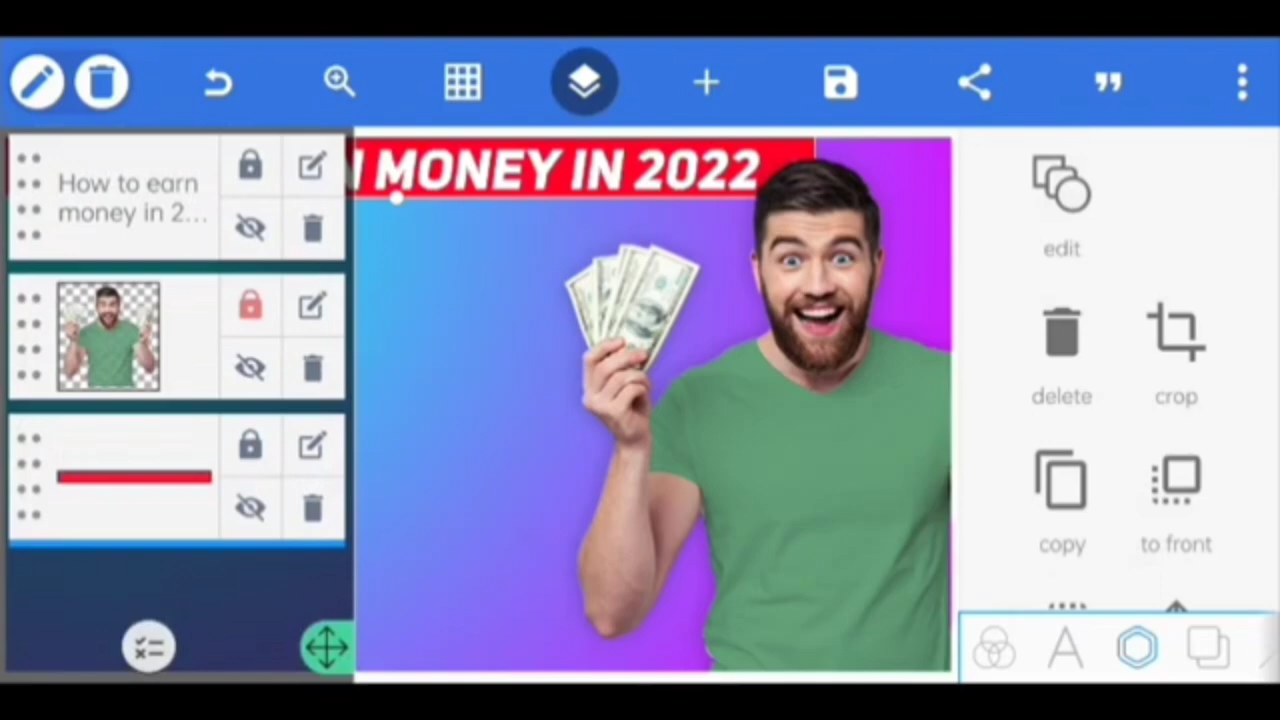 How to earn
money in 2...
MONEY IN 2022
edit
delete
crop
copy
to front